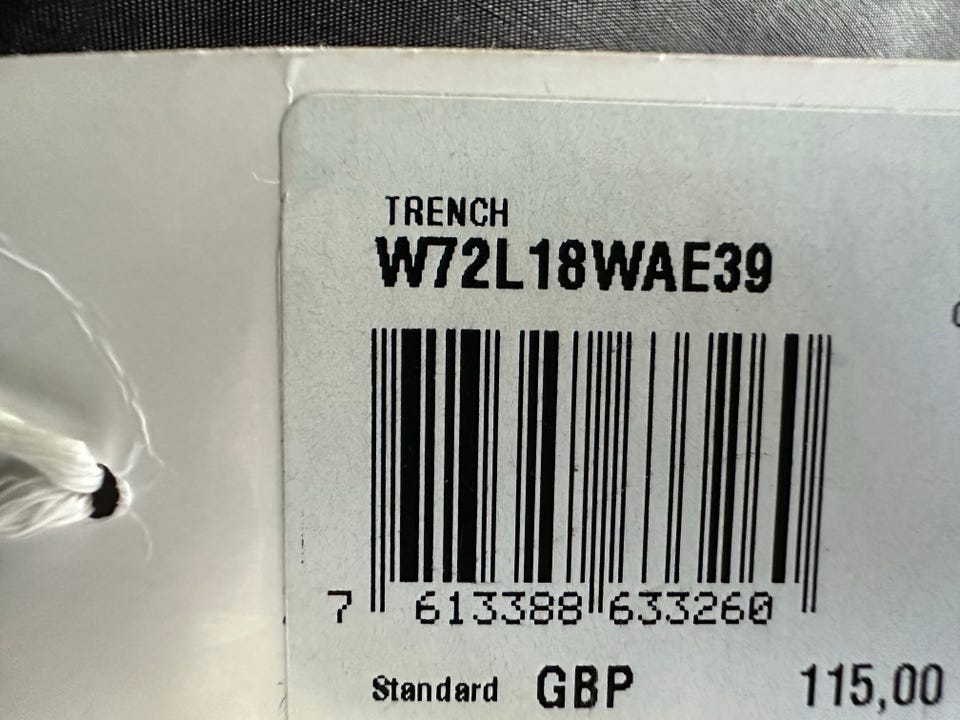 TRENCH
W72L18WAE39
7 613388 633260
Standard GBP 115,00